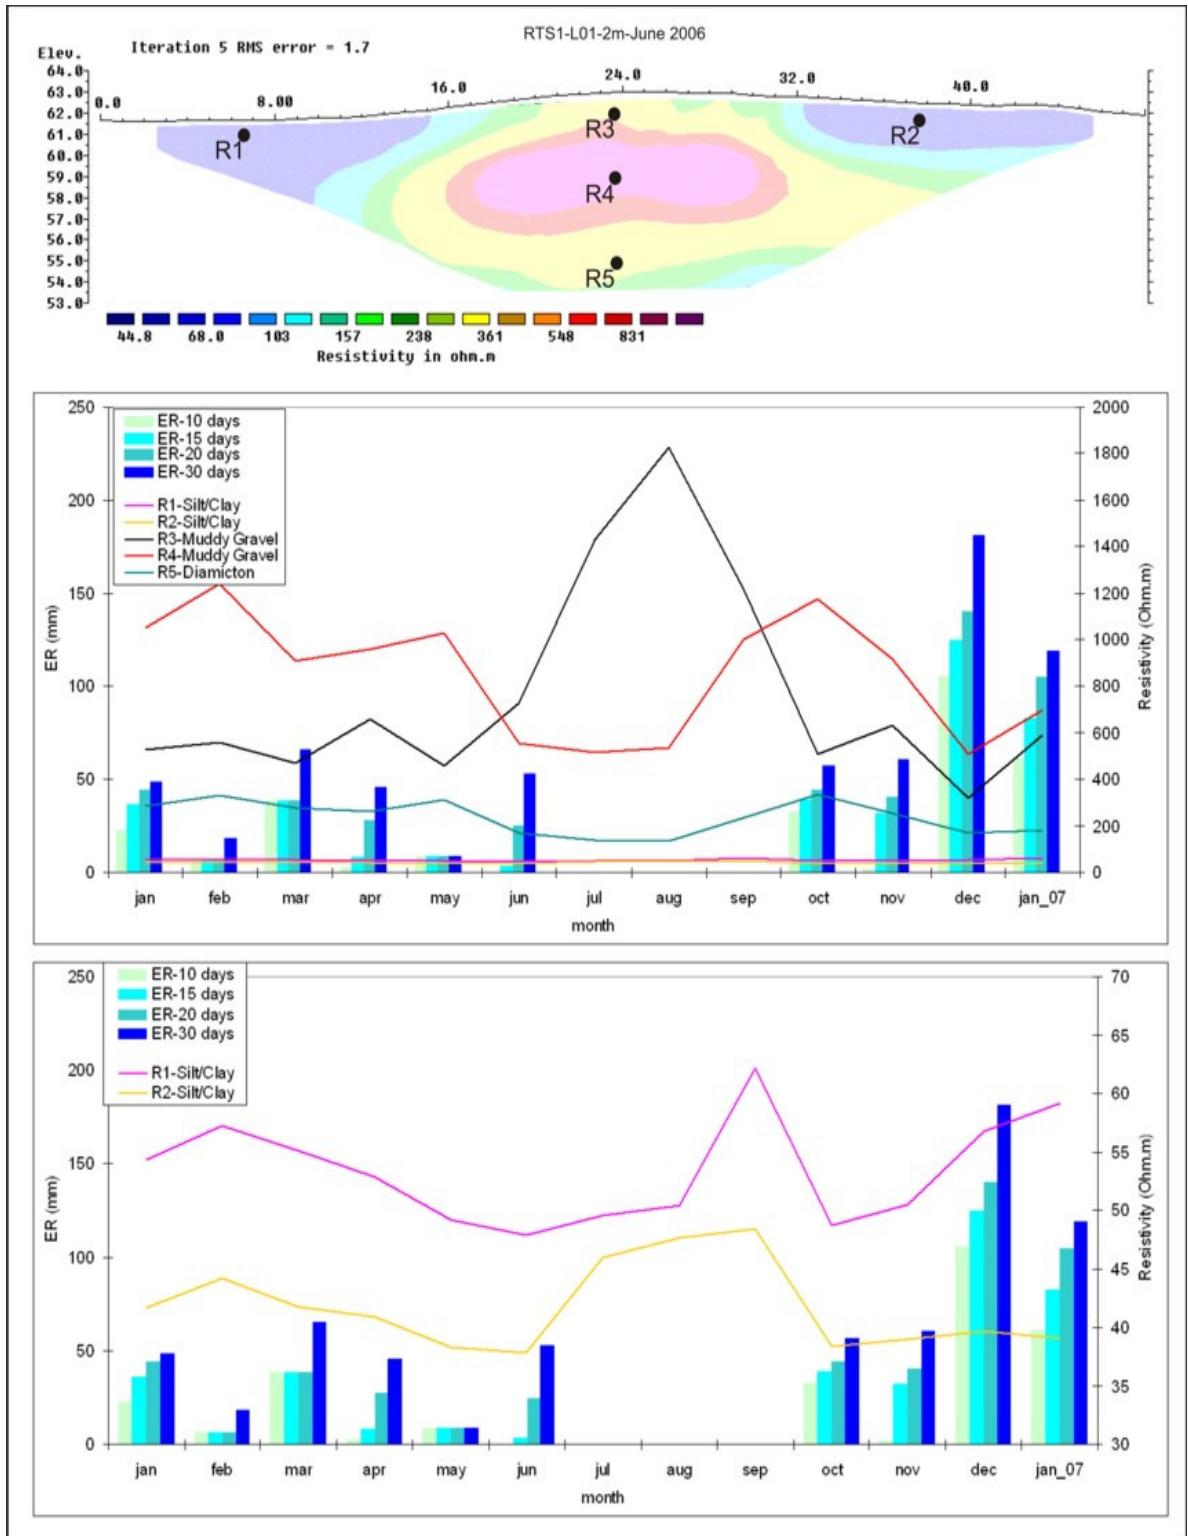 RTS1-L01-2m-June 2006
Elev. Iteration 5 RMS error = 1.7
64.0
63.0
62.0
61.0
60.0
59.0
58.0
57.0
56.0
55.0
54.0
53.0
0.0 8.00 16.0 24.0 32.0 40.0
R1 R3 R2
R4
R5
44.8 68.0 103 157 238 361 548 831
Resistivity in ohm.m
ER-10 days
ER-15 days
ER-20 days
ER-30 days
R1-Silt/Clay
R2-Silt/Clay
R3-Muddy Gravel
R4-Muddy Gravel
R5-Diamicton
250
200
150
100
50
0
ER (mm)
2000
1800
1600
1400
1200
1000
800
600
400
200
0
Resistivity (Ohm.m)
jan feb mar apr may jun jul aug sep oct nov dec jan_07
month
ER-10 days
ER-15 days
ER-20 days
ER-30 days
R1-Silt/Clay
R2-Silt/Clay
250
200
150
100
50
0
ER (mm)
70
65
60
55
50
45
40
35
30
Resistivity (Ohm.m)
jan feb mar apr may jun jul aug sep oct nov dec jan_07
month